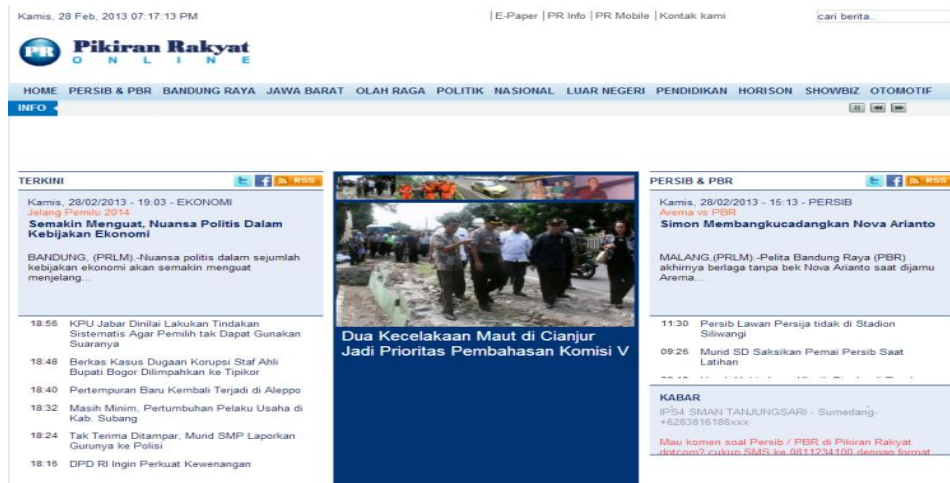 Kamis, 28 Feb, 2013 07:17:13 PM
| E-Paper | PR Info | PR Mobile | Kontak kami
cari berita..
PR
Pikiran Rakyat
ONLINE
HOME PERSIB & PBR BANDUNG RAYA JAWA BARAT OLAH RAGA POLITIK NASIONAL LUAR NEGERI PENDIDIKAN HORISON SHOWBIZ OTOMOTIF
INFO
TERKINI
RSS
Kamis, 28/02/2013 - 19:03 - EKONOMI
Jelang Pemilu 2014
Semakin Menguat, Nuansa Politis Dalam
Kebijakan Ekonomi
BANDUNG, (PRLM).-Nuansa politis dalam sejumlah
kebijakan ekonomi akan semakin menguat
menjelang...
18:56 KPU Jabar Dinilai Lakukan Tindakan
Sistematis Agar Pemilih tak Dapat Gunakan
Suaranya
18:48 Berkas Kasus Dugaan Korupsi Staf Ahli
Bupati Bogor Dilimpahkan ke Tipikor
18:40 Pertempuran Baru Kembali Terjadi di Aleppo
18:32 Masih Minim, Pertumbuhan Pelaku Usaha di
Kab. Subang
18:24 Tak Terima Ditampar, Murid SMP Laporkan
Gurunya ke Polisi
18:16 DPD RI Ingin Perkuat Kewenangan
Dua Kecelakaan Maut di Cianjur
Jadi Prioritas Pembahasan Komisi V
PERSIB & PBR
RSS
Kamis, 28/02/2013 - 15:13 - PERSIB
Arema vs PBR
Simon Membangkucadangkan Nova Arianto
MALANG,(PRLM).-Pelita Bandung Raya (PBR)
akhirnya berlaga tanpa bek Nova Arianto saat dijamu
Arema...
11:30 Persib Lawan Persija tidak di Stadion
Siliwangi
09:26 Murid SD Saksikan Pemai Persib Saat
Latihan
KABAR
IPS4 SMAN TANJUNGSARI - Sumedang-
+6283816186xxx
Mau komen soal Persib / PBR di Pikiran Rakyat
dotcom? cukup SMS ke 0811234100 dengan format